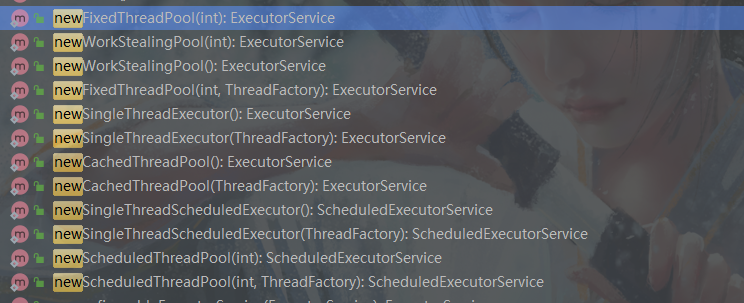 newFixedThreadPool(int): ExecutorService
newWorkStealingPool(int): ExecutorService
newWorkStealingPool(): ExecutorService
newFixedThreadPool(int, ThreadFactory): ExecutorService
newSingleThreadExecutor(): ExecutorService
newSingleThreadExecutor(ThreadFactory): ExecutorService
newCachedThreadPool(): ExecutorService
newCachedThreadPool(ThreadFactory): ExecutorService
newSingleThreadScheduledExecutor(): ScheduledExecutorService
newSingleThreadScheduledExecutor(ThreadFactory): ScheduledExecutorService
newScheduledThreadPool(int): ScheduledExecutorService
newScheduledThreadPool(int, ThreadFactory): ScheduledExecutorService